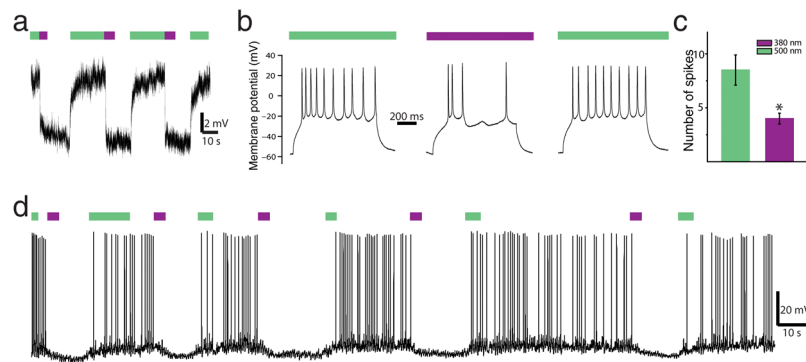 a
2 mV
10 s
b
Membrane potential (mV)
40
20
0
−20
−40
−60
200 ms
c
380 nm
500 nm
Number of spikes
10
5
*
d
20 mV
10 s